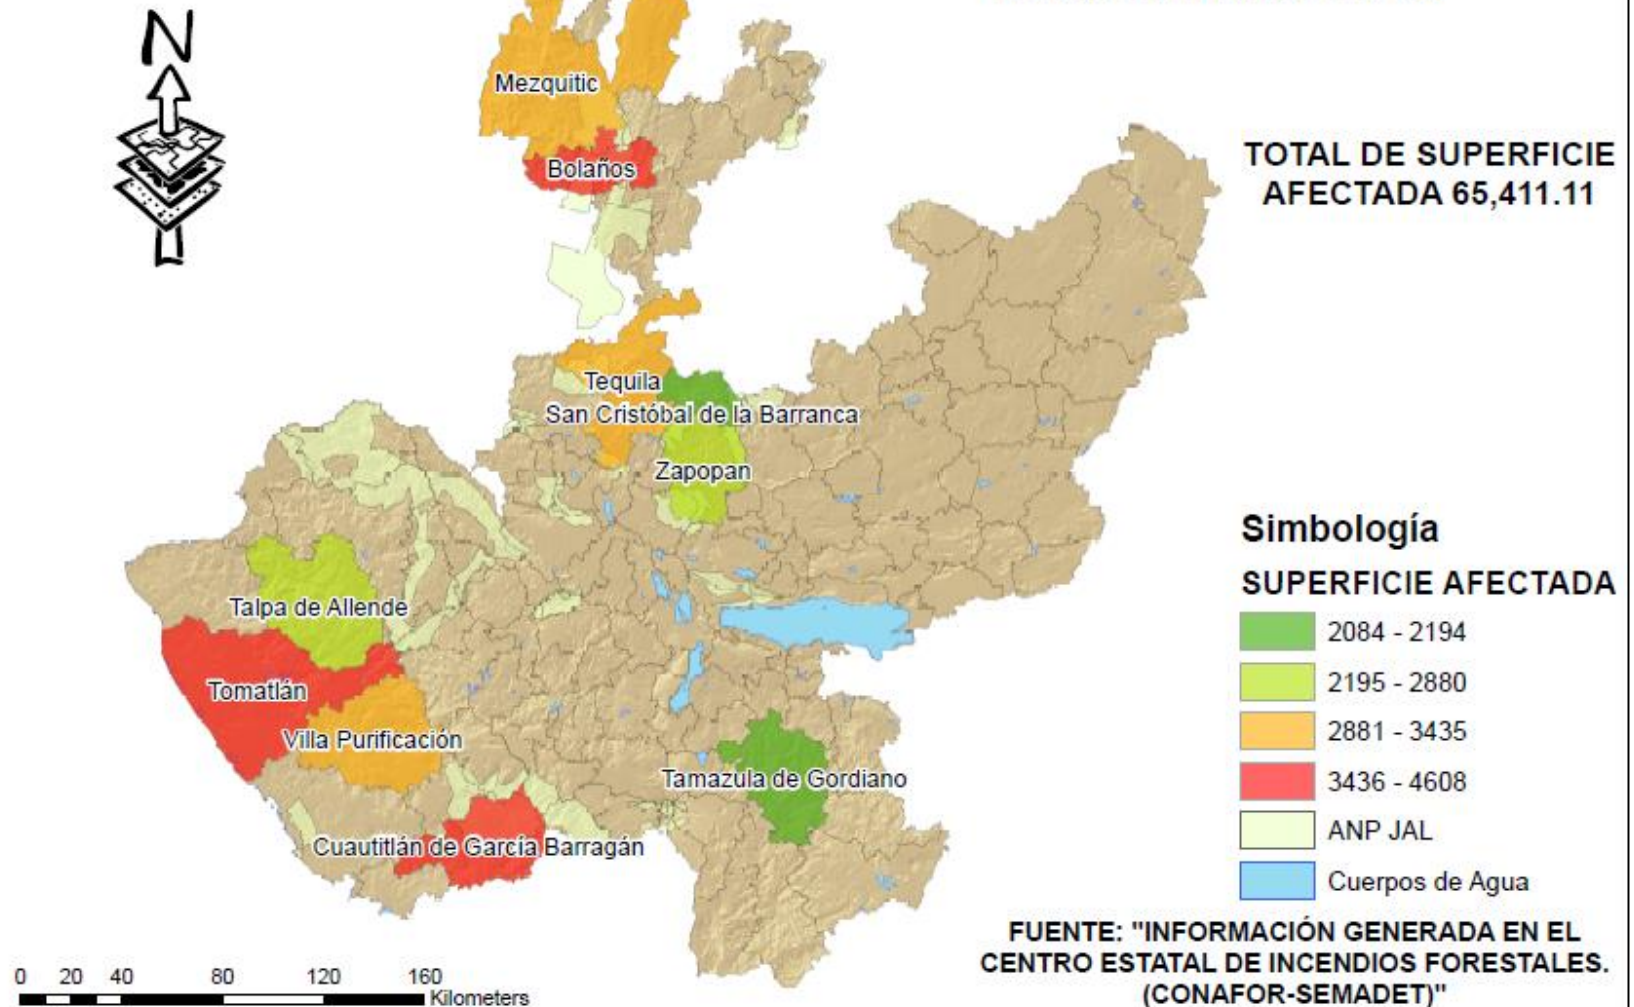 N
Mezquitic
Bolaños
TOTAL DE SUPERFICIE
AFECTADA 65,411.11
Tequila
San Cristóbal de la Barranca
Zapopan
Talpa de Allende
Tomatlán
Villa Purificación
Tamazula de Gordiano
Cuautitlán de García Barragán
Simbología
SUPERFICIE AFECTADA
2084 - 2194
2195 - 2880
2881 - 3435
3436 - 4608
ANP JAL
Cuerpos de Agua
FUENTE: "INFORMACIÓN GENERADA EN EL
CENTRO ESTATAL DE INCENDIOS FORESTALES.
(CONAFOR-SEMADET)"
0 20 40 80 120 160
Kilometers